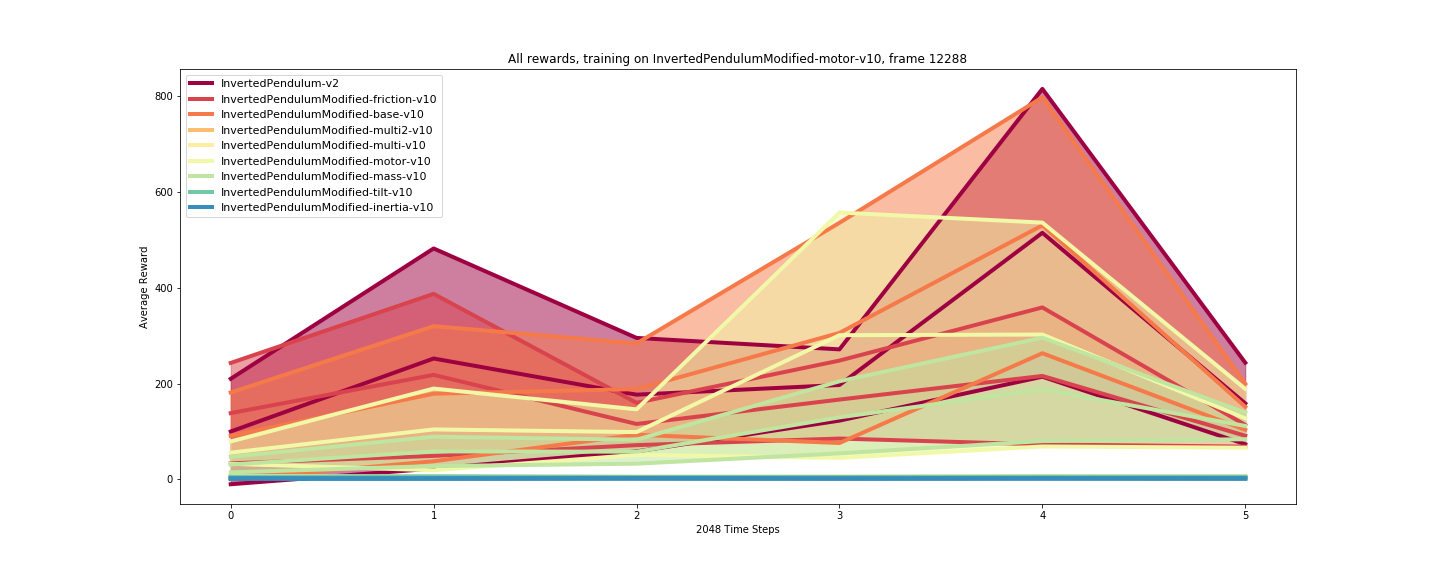 All rewards, training on InvertedPendulumModified-motor-v10, frame 12288
InvertedPendulum-v2
InvertedPendulumModified-friction-v10
InvertedPendulumModified-base-v10
InvertedPendulumModified-multi2-v10
InvertedPendulumModified-multi-v10
InvertedPendulumModified-motor-v10
InvertedPendulumModified-mass-v10
InvertedPendulumModified-tilt-v10
InvertedPendulumModified-inertia-v10
Average Reward
800
600
400
200
0
0 1 2 3 4 5
2048 Time Steps